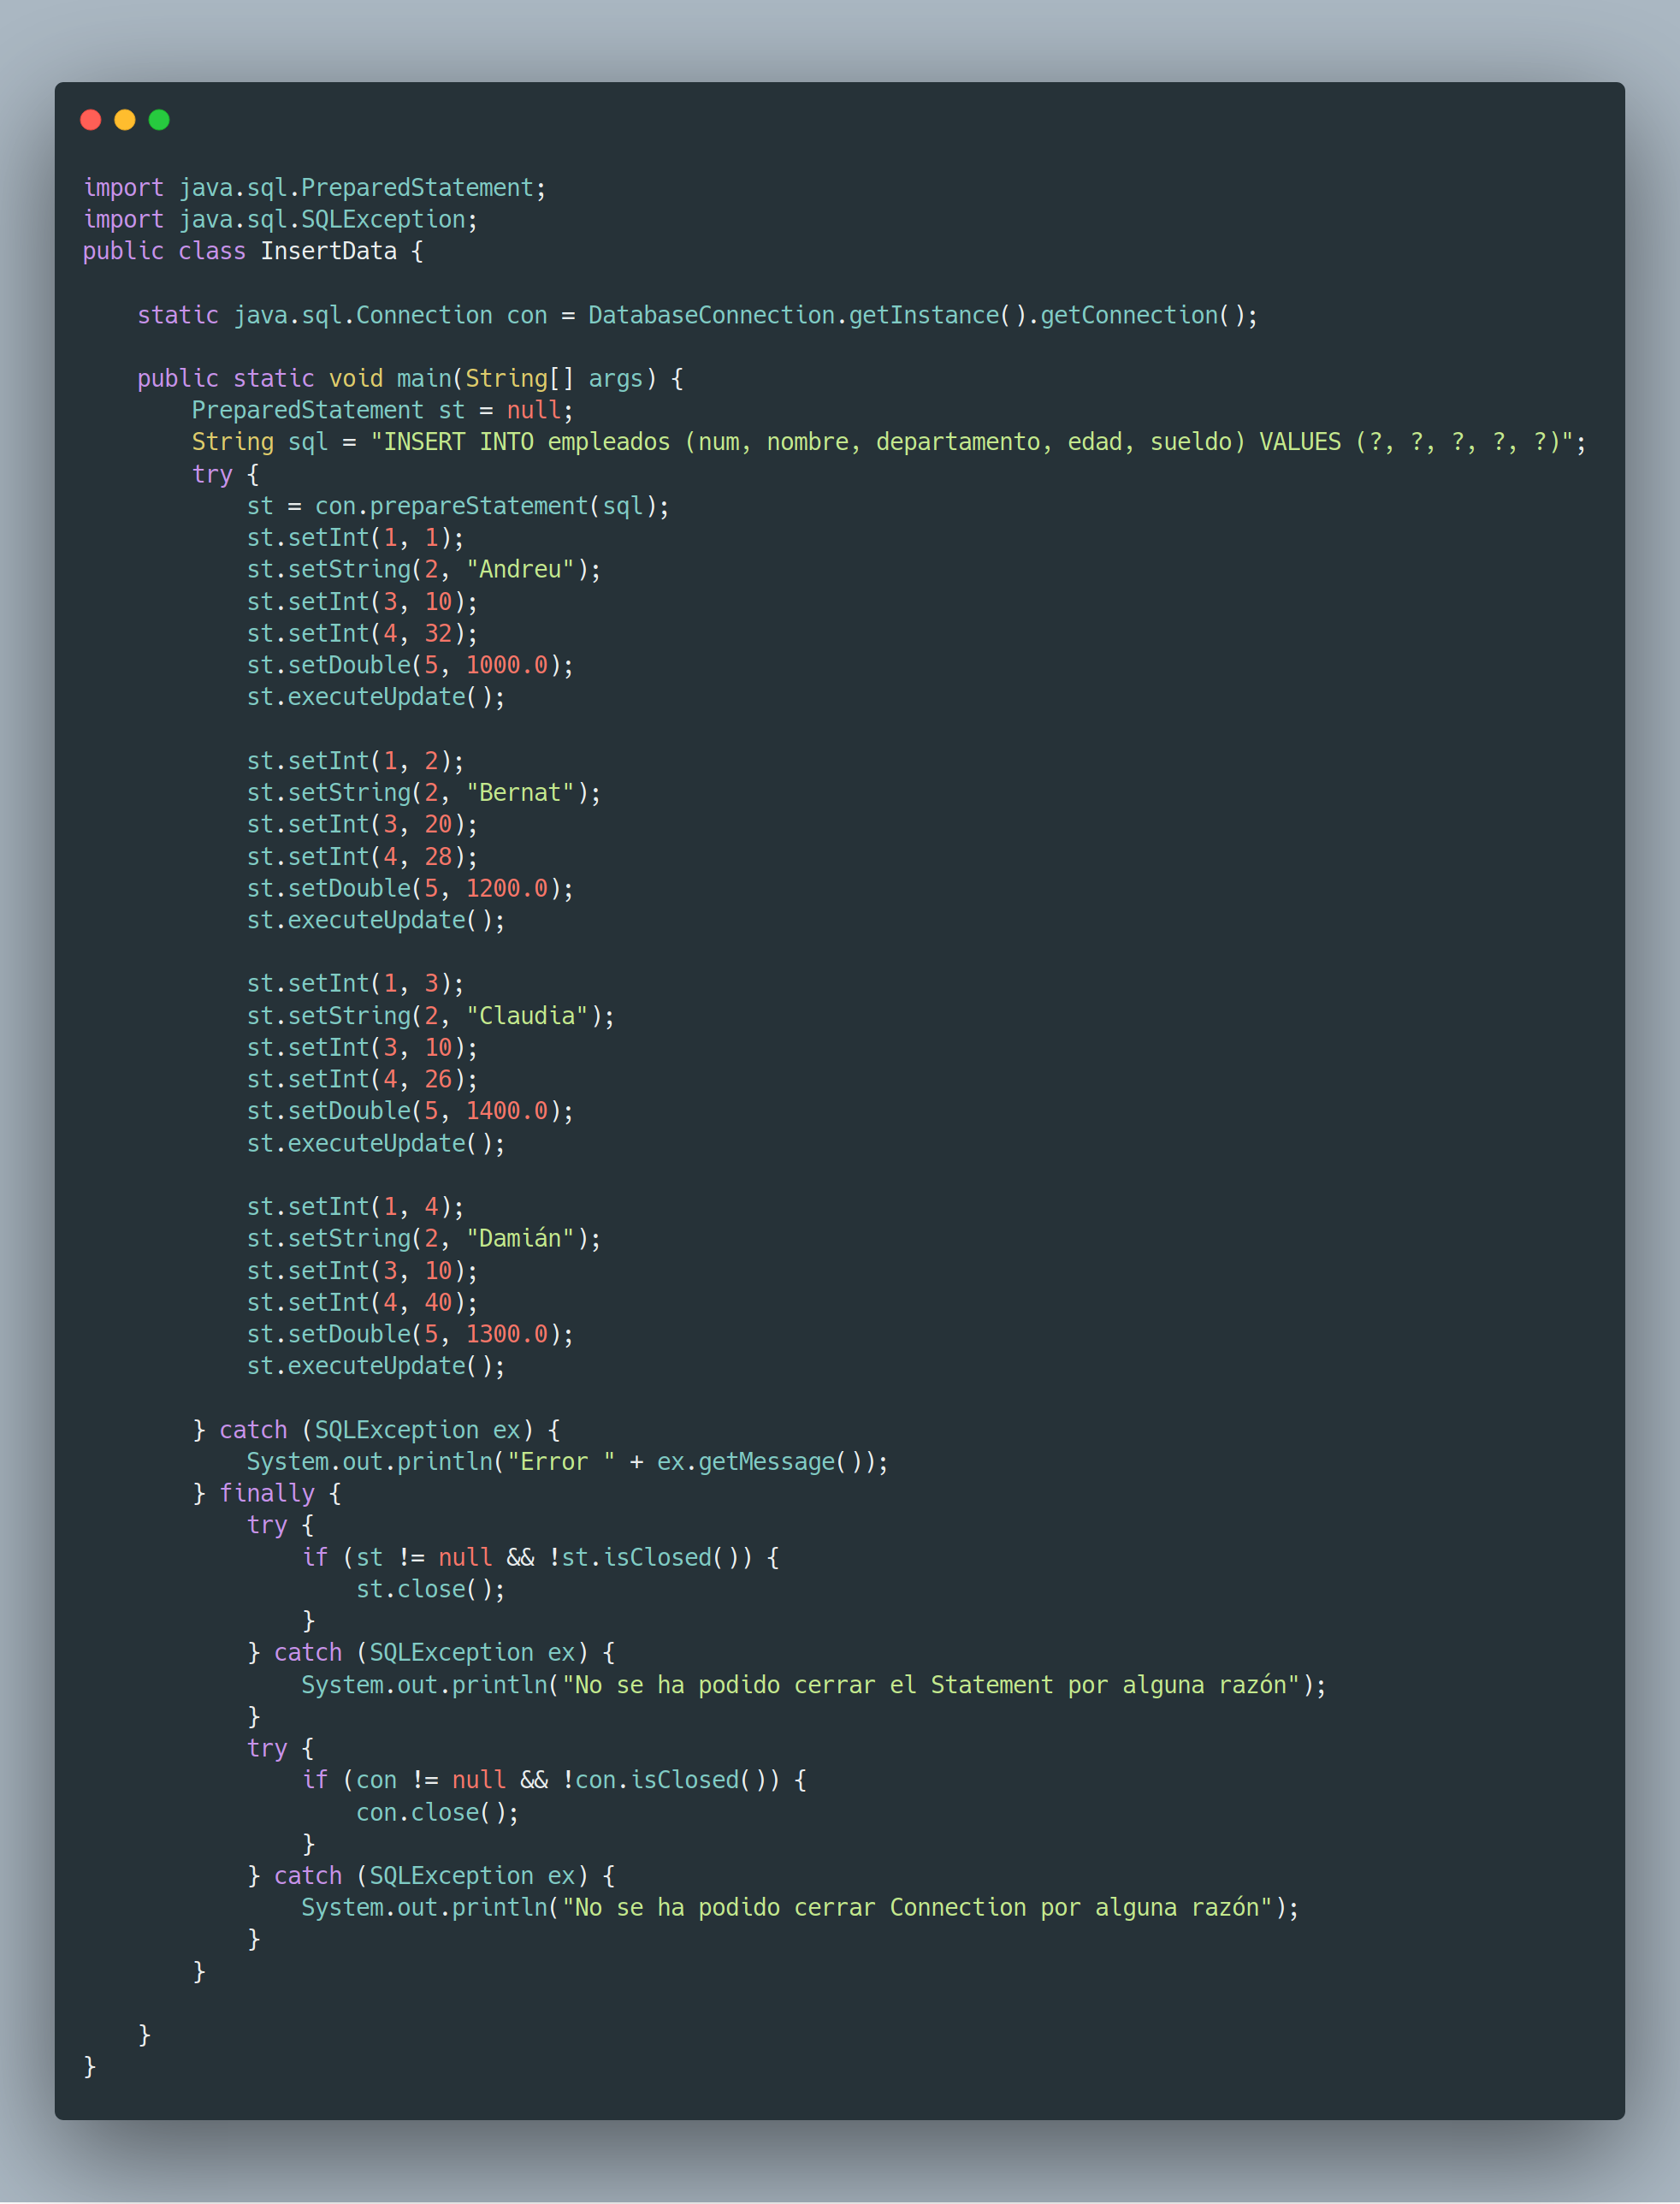 import java.sql.PreparedStatement;
import java.sql.SQLException;
public class InsertData {
    static java.sql.Connection con = DatabaseConnection.getInstance().getConnection();
    public static void main(String[] args) {
        PreparedStatement st = null;
        String sql = "INSERT INTO empleados (num, nombre, departamento, edad, sueldo) VALUES (?, ?, ?, ?, ?)";
        try {
            st = con.prepareStatement(sql);
            st.setInt(1, 1);
            st.setString(2, "Andreu");
            st.setInt(3, 10);
            st.setInt(4, 32);
            st.setDouble(5, 1000.0);
            st.executeUpdate();
            st.setInt(1, 2);
            st.setString(2, "Bernat");
            st.setInt(3, 20);
            st.setInt(4, 28);
            st.setDouble(5, 1200.0);
            st.executeUpdate();
            st.setInt(1, 3);
            st.setString(2, "Claudia");
            st.setInt(3, 10);
            st.setInt(4, 26);
            st.setDouble(5, 1400.0);
            st.executeUpdate();
            st.setInt(1, 4);
            st.setString(2, "Damián");
            st.setInt(3, 10);
            st.setInt(4, 40);
            st.setDouble(5, 1300.0);
            st.executeUpdate();
        } catch (SQLException ex) {
            System.out.println("Error " + ex.getMessage());
        } finally {
            try {
                if (st != null && !st.isClosed()) {
                    st.close();
                }
            } catch (SQLException ex) {
                System.out.println("No se ha podido cerrar el Statement por alguna razón");
            }
            try {
                if (con != null && !con.isClosed()) {
                    con.close();
                }
            } catch (SQLException ex) {
                System.out.println("No se ha podido cerrar Connection por alguna razón");
            }
        }
    }
}